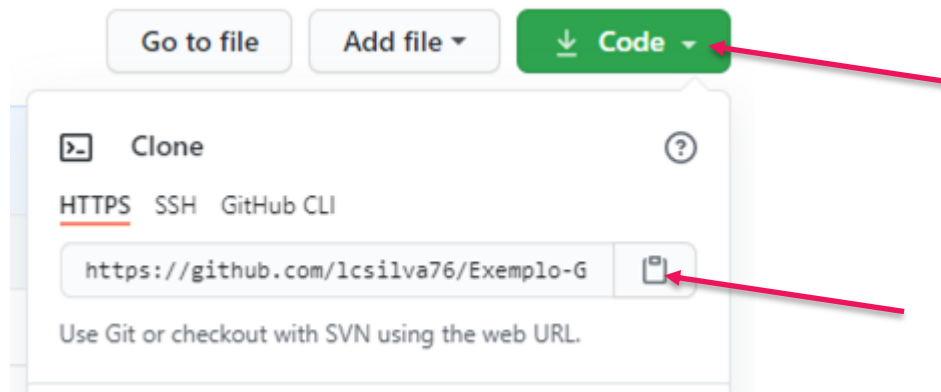 Go to file Add file Code
Clone
HTTPS SSH GitHub CLI
https://github.com/lcsilva76/Exemplo-G
Use Git or checkout with SVN using the web URL.